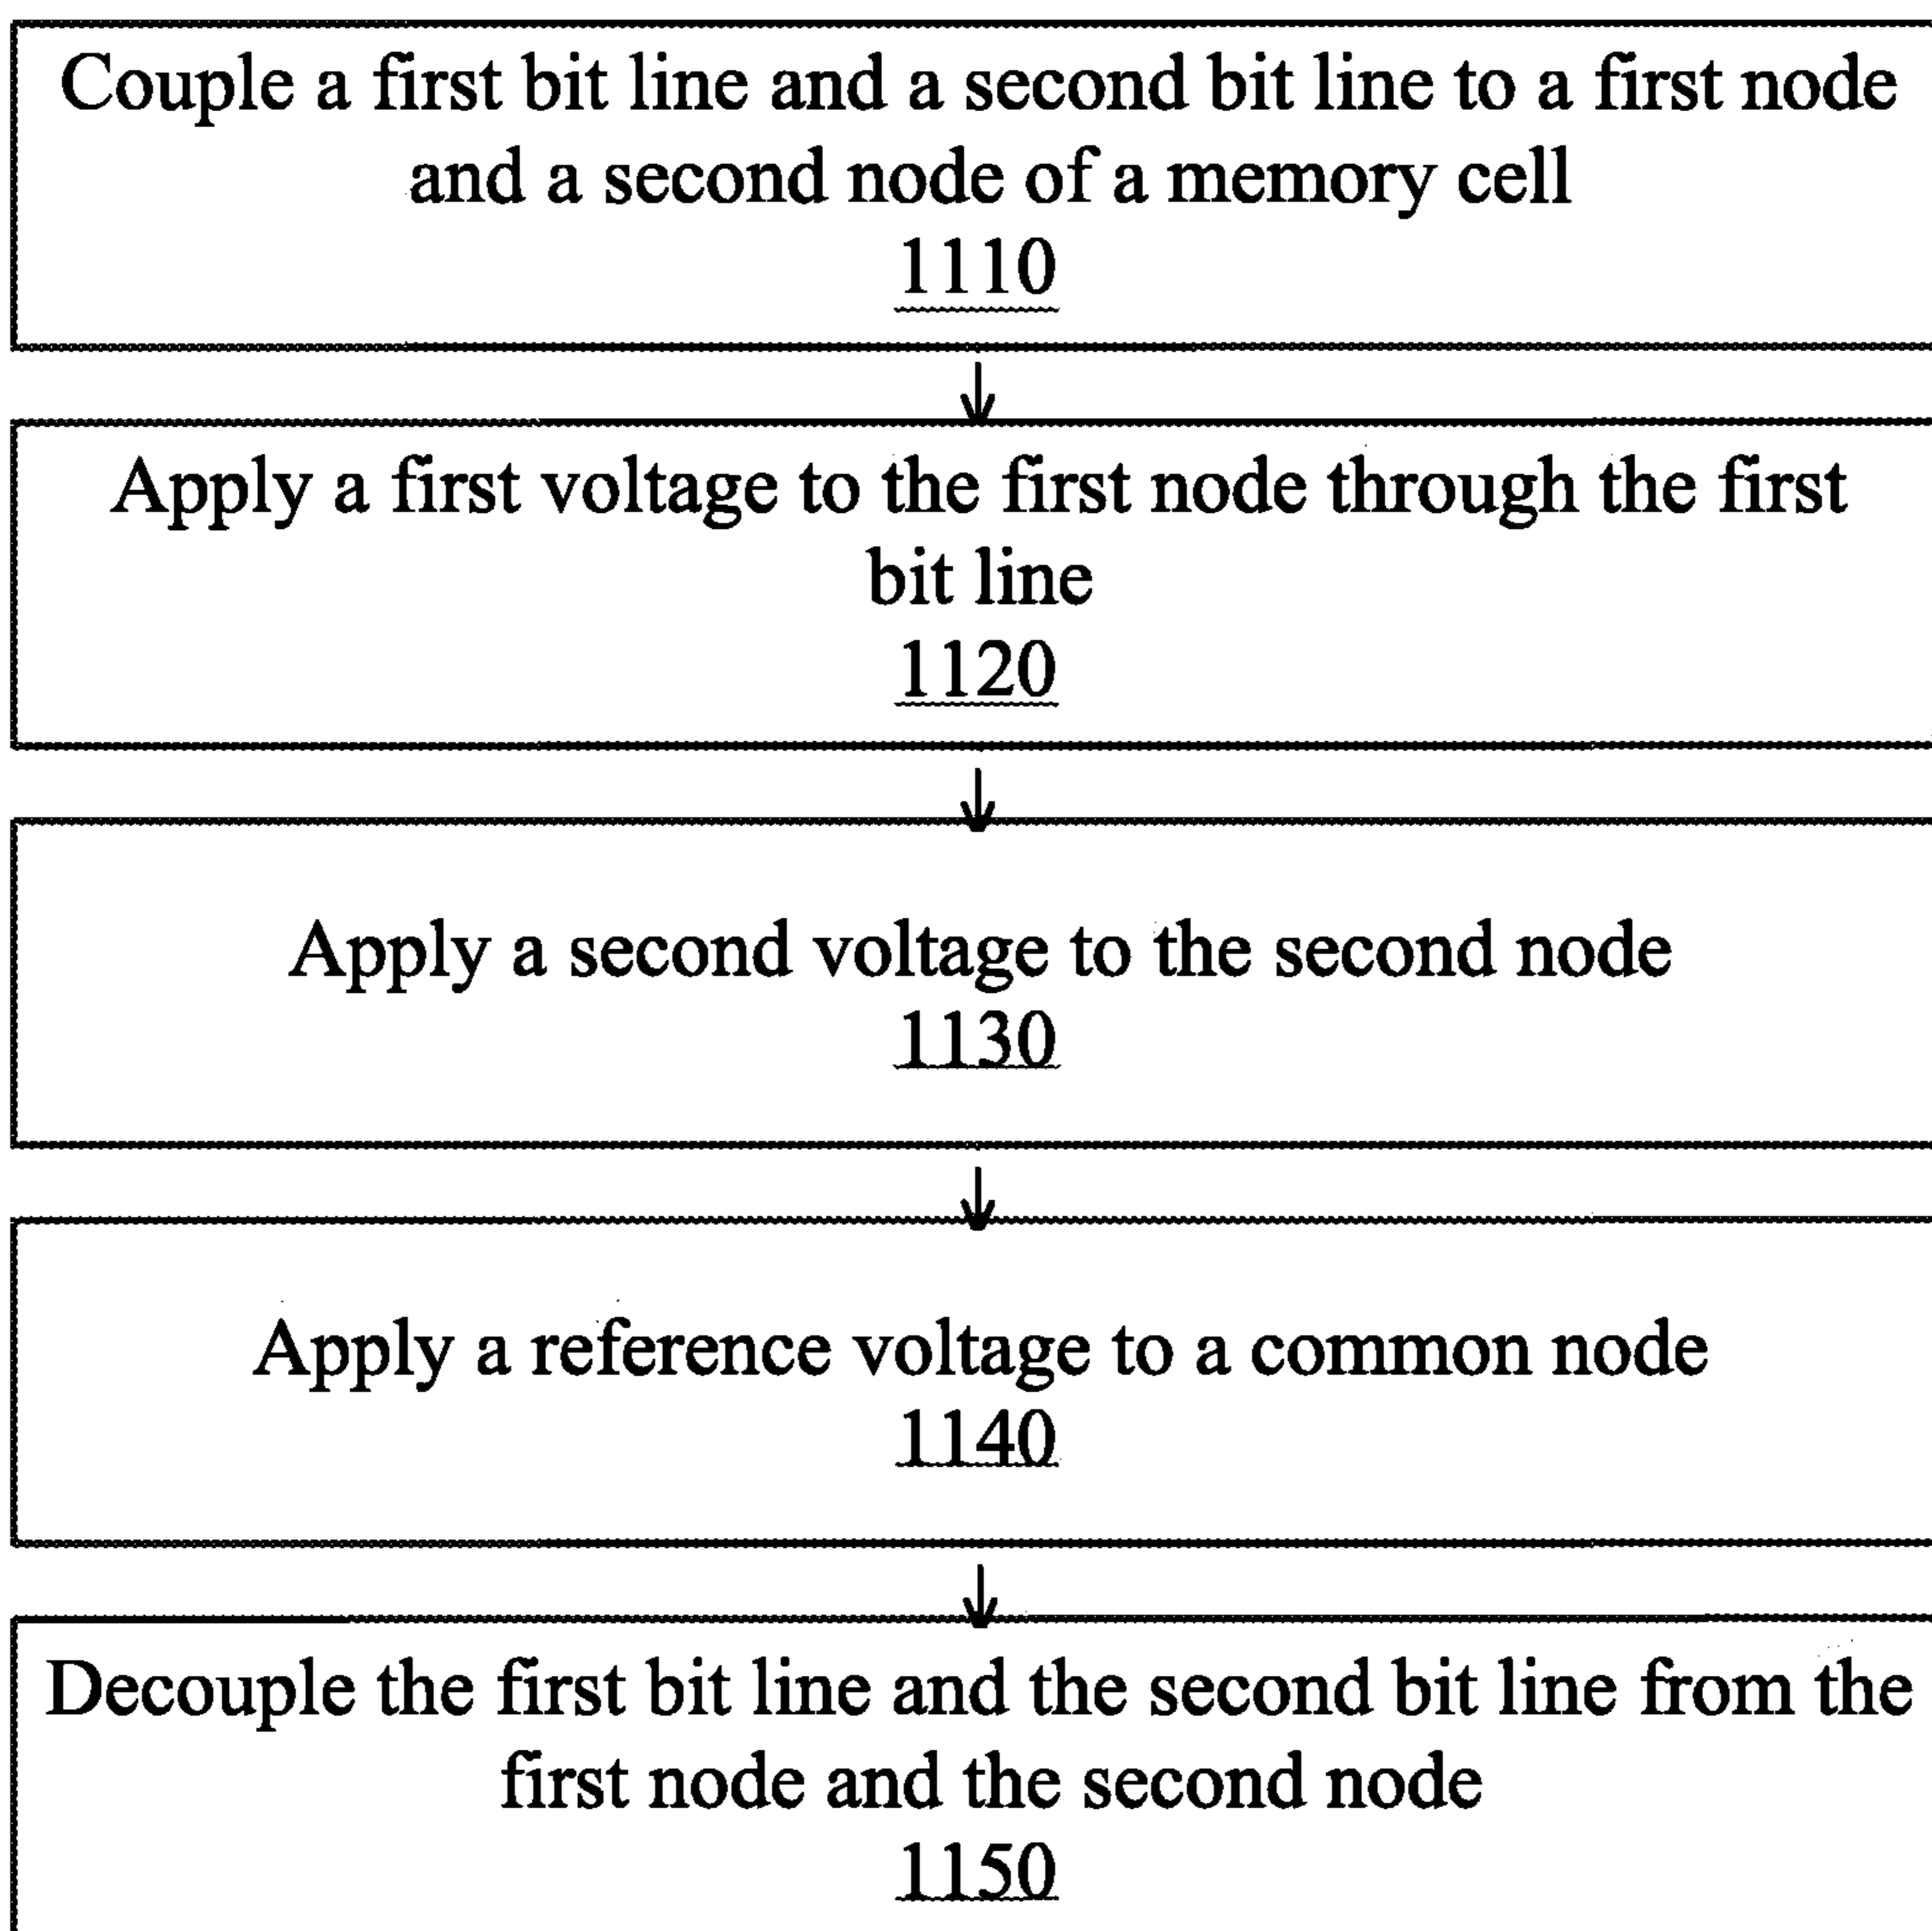 Couple a first bit line and a second bit line to a first node
and a second node of a memory cell
1110
Apply a first voltage to the first node through the first
bit line
1120
Apply a second voltage to the second node
1130
Apply a reference voltage to a common node
1140
Decouple the first bit line and the second bit line from the
first node and the second node
1150